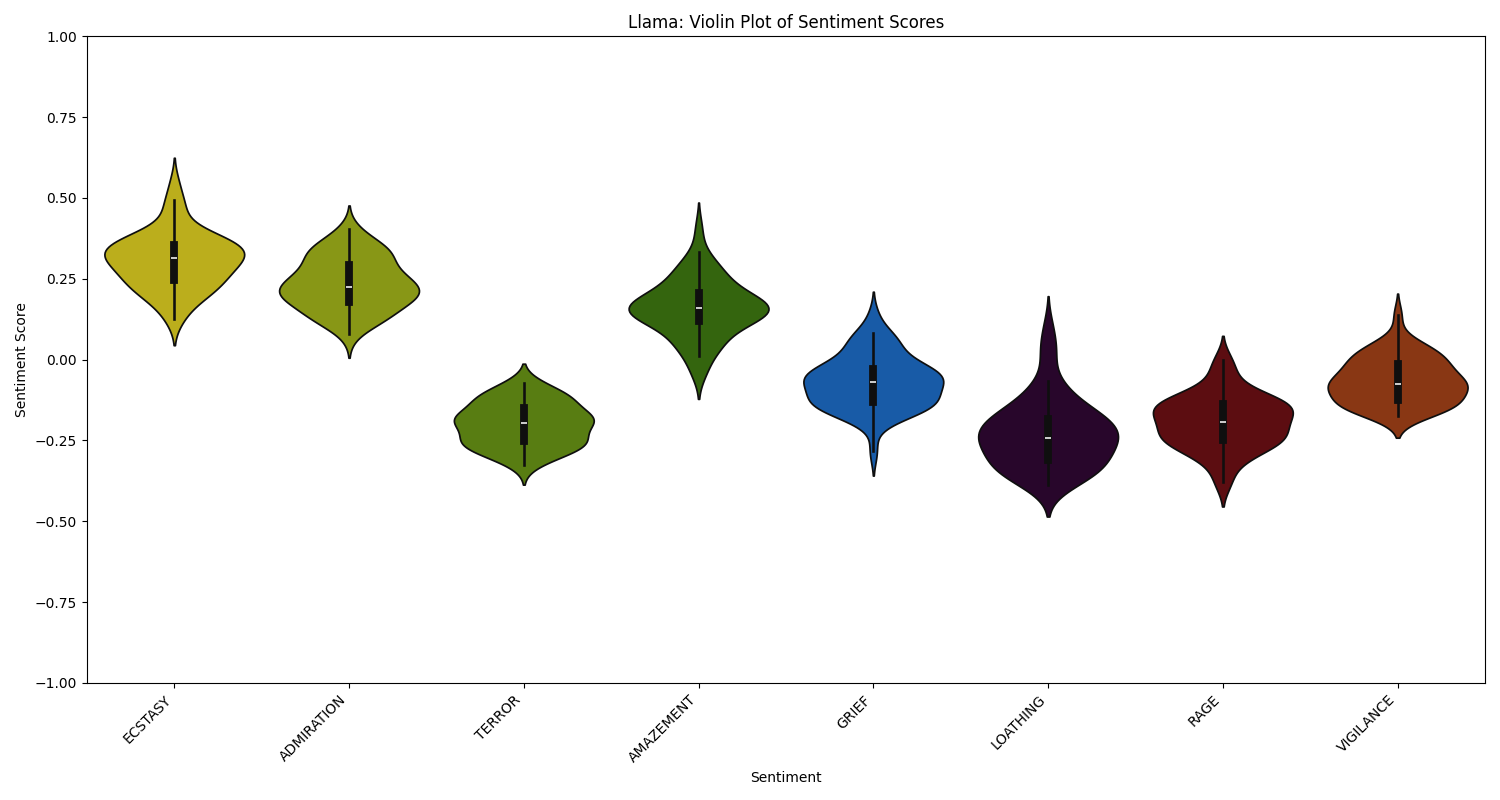 Llama: Violin Plot of Sentiment Scores
1.00
0.75
0.50
0.25
0.00
−0.25
−0.50
−0.75
−1.00
Sentiment Score
ECSTASY
ADMIRATION
TERROR
AMAZEMENT
GRIEF
LOATHING
RAGE
VIGILANCE
Sentiment